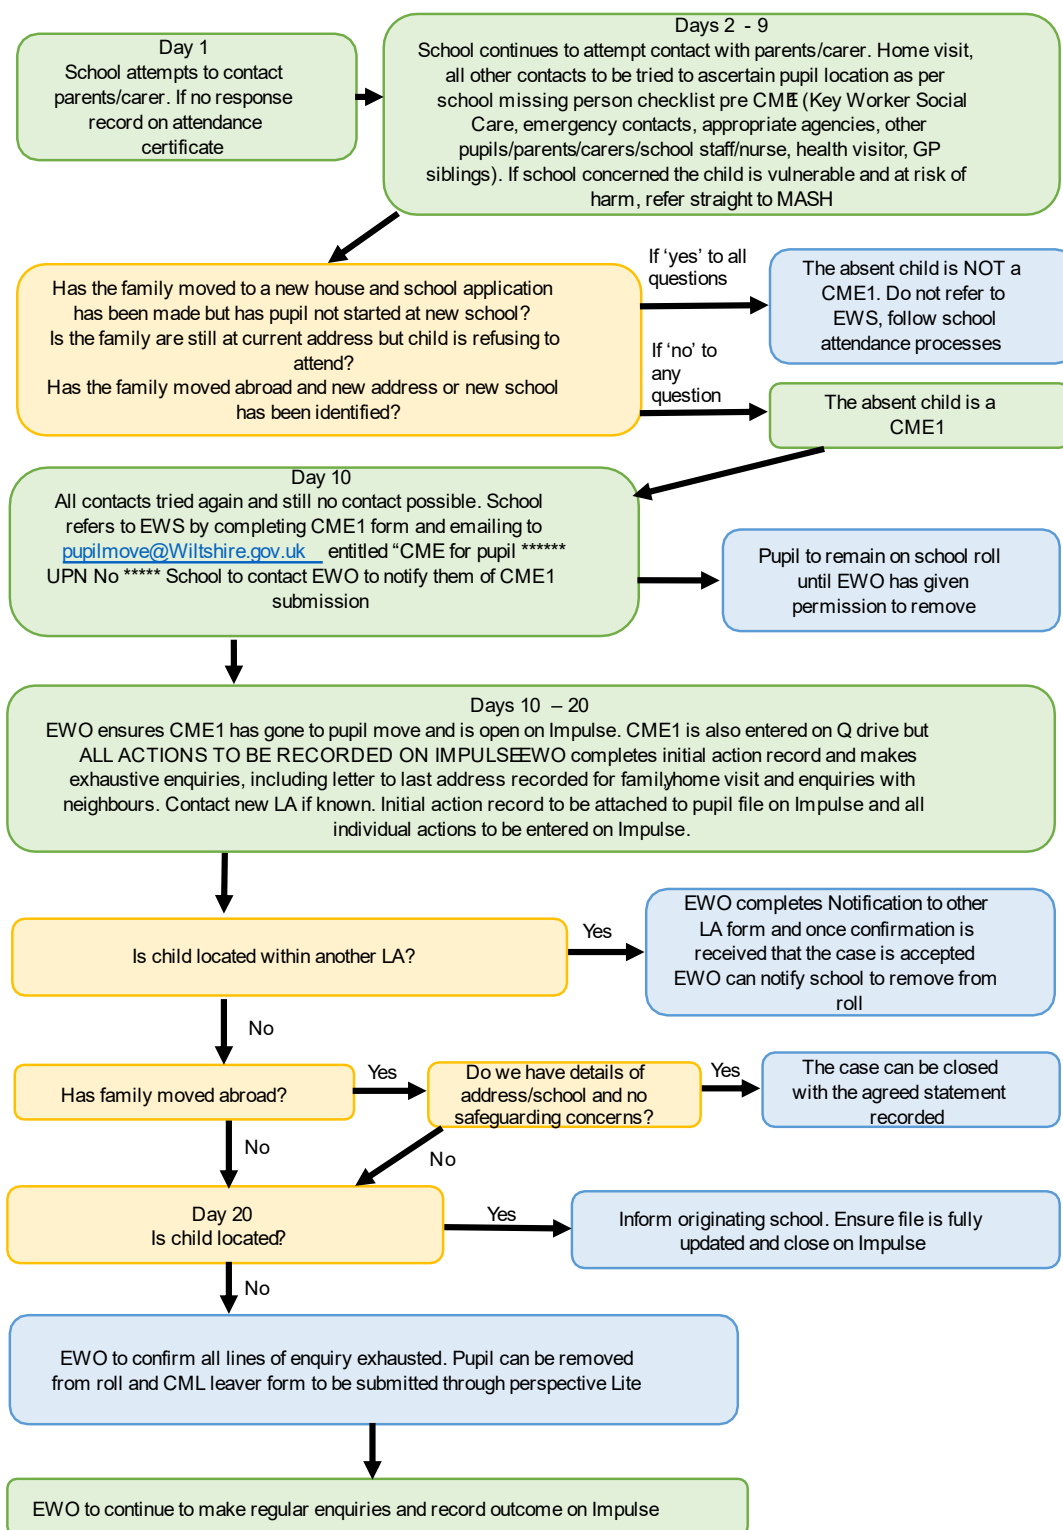 Day 1
School attempts to contact
parents/carer. If no response
record on attendance
certificate
Days 2 - 9
School continues to attempt contact with parents/carer. Home visit,
all other contacts to be tried to ascertain pupil location as per
school missing person checklist pre CME (Key Worker Social
Care, emergency contacts, appropriate agencies, other
pupils/parents/carers/school staff/nurse, health visitor, GP
siblings). If school concerned the child is vulnerable and at risk of
harm, refer straight to MASH
Has the family moved to a new house and school application
has been made but has pupil not started at new school?
Is the family are still at current address but child is refusing to
attend?
Has the family moved abroad and new address or new school
has been identified?
If 'yes' to all
questions
The absent child is NOT a
CME1. Do not refer to
EWS, follow school
attendance processes
If 'no' to
any
question
The absent child is a
CME1
Day 10
All contacts tried again and still no contact possible. School
refers to EWS by completing CME1 form and emailing to
pupilmove@Wiltshire.gov.uk entitled “CME for pupil ******
UPN No ***** School to contact EWO to notify them of CME1
submission
Pupil to remain on school roll
until EWO has given
permission to remove
Days 10 – 20
EWO ensures CME1 has gone to pupil move and is open on Impulse. CME1 is also entered on Q drive but
ALL ACTIONS TO BE RECORDED ON IMPULSE EWO completes initial action record and makes
exhaustive enquiries, including letter to last address recorded for family/home visit and enquiries with
neighbours. Contact new LA if known. Initial action record to be attached to pupil file on Impulse and all
individual actions to be entered on Impulse.
Is child located within another LA?
Yes
EWO completes Notification to other
LA form and once confirmation is
received that the case is accepted
EWO can notify school to remove from
roll
No
Has family moved abroad?
Yes
Do we have details of
address/school and no
safeguarding concerns?
Yes
The case can be closed
with the agreed statement
recorded
No
No
Day 20
Is child located?
Yes
Inform originating school. Ensure file is fully
updated and close on Impulse
No
EWO to confirm all lines of enquiry exhausted. Pupil can be removed
from roll and CML leaver form to be submitted through perspective Lite
EWO to continue to make regular enquiries and record outcome on Impulse